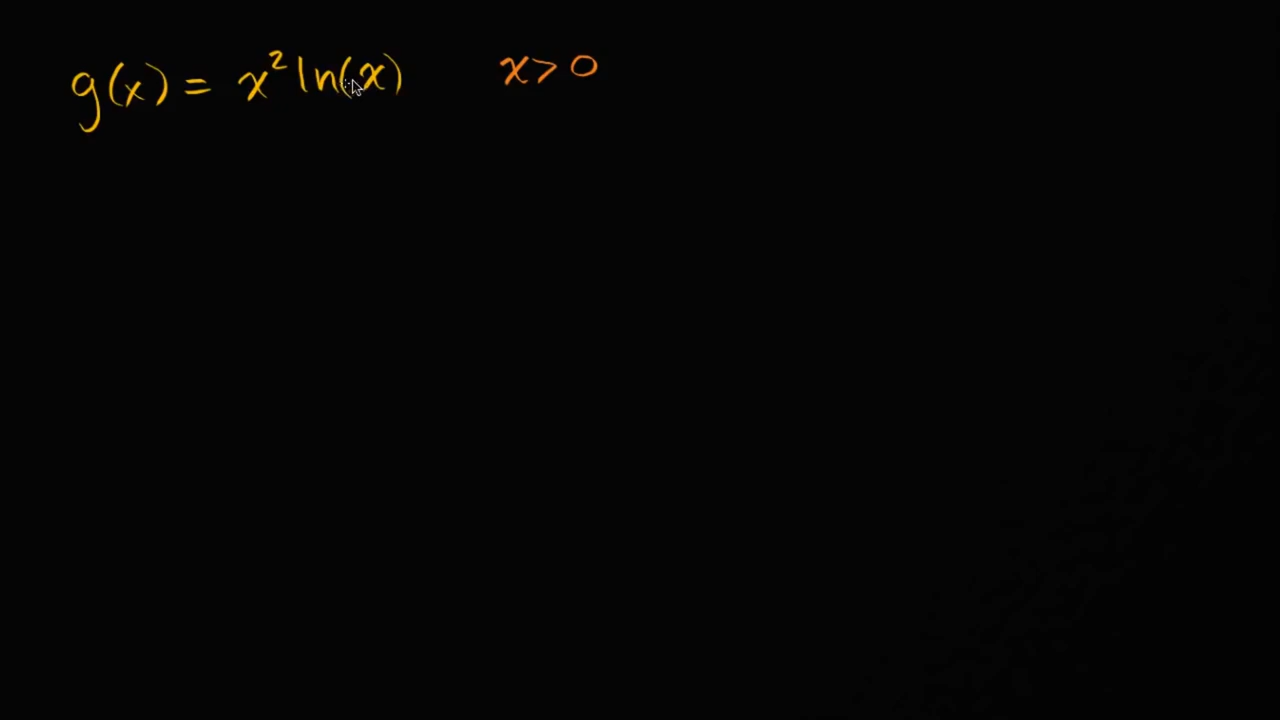 g(x) = x² ln(x) x > 0